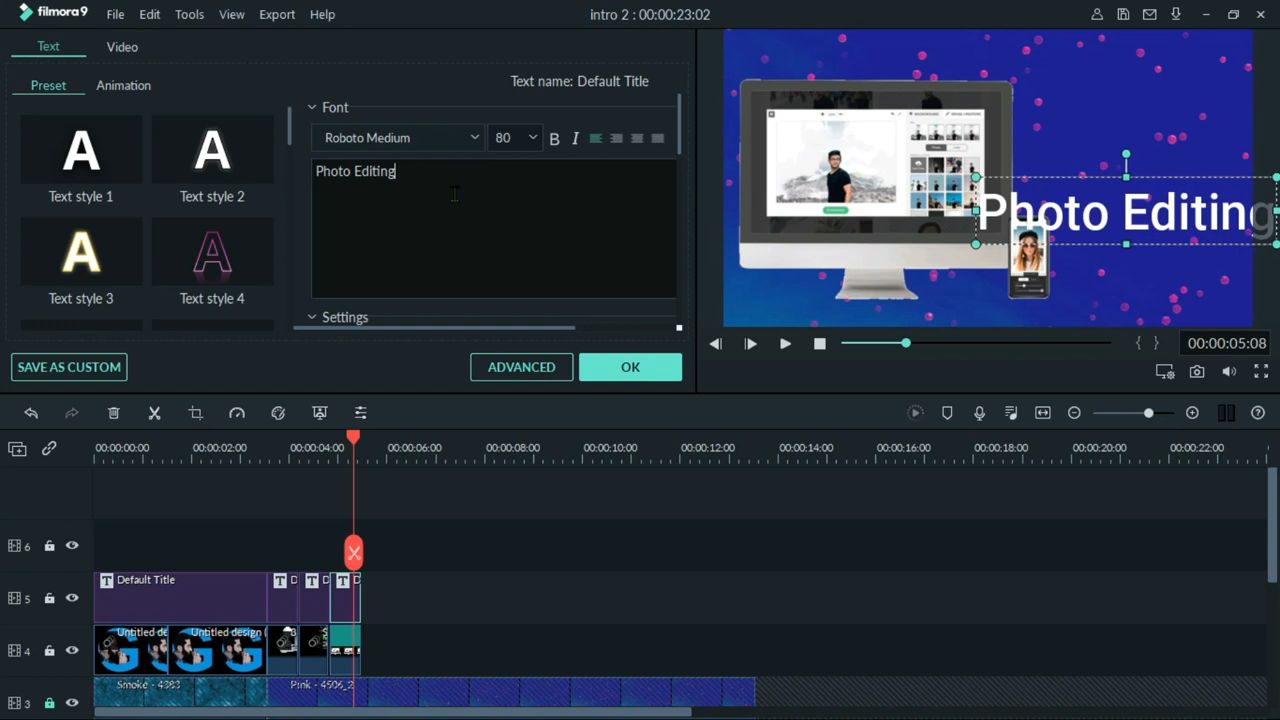 filmora9 File Edit Tools View Export Help intro 2 : 00:00:23:02
Text Video
Text name: Default Title
Preset Animation
Font
Roboto Medium 80 B I
Photo Editing
A A
Text style 1 Text style 2
A A
Text style 3 Text style 4
Settings
SAVE AS CUSTOM ADVANCED OK
Photo Editing
{ } 00:00:05:08
00:00:00:00 00:00:02:00 00:00:04:00 00:00:06:00 00:00:08:00 00:00:10:00 00:00:12:00 00:00:14:00 00:00:16:00 00:00:18:00 00:00:20:00 00:00:22:00
6
5 T Default Title T D T D T D
4 Untitled de Untitled design (
3 Smoke - 4383 Pink - 4506_2